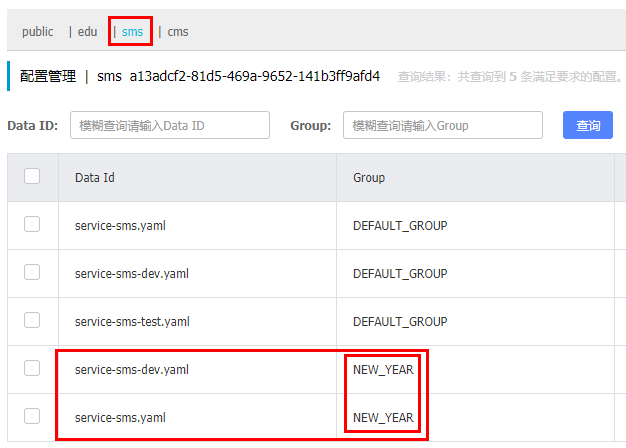 public | edu | sms | cms
配置管理 | sms a13adcf2-81d5-469a-9652-141b3ff9afd4 查询结果：共查询到 5 条满足要求的配置。
Data ID: 模糊查询请输入Data ID Group: 模糊查询请输入Group 查询
Data Id Group
service-sms.yaml DEFAULT_GROUP
service-sms-dev.yaml DEFAULT_GROUP
service-sms-test.yaml DEFAULT_GROUP
service-sms-dev.yaml NEW_YEAR
service-sms.yaml NEW_YEAR